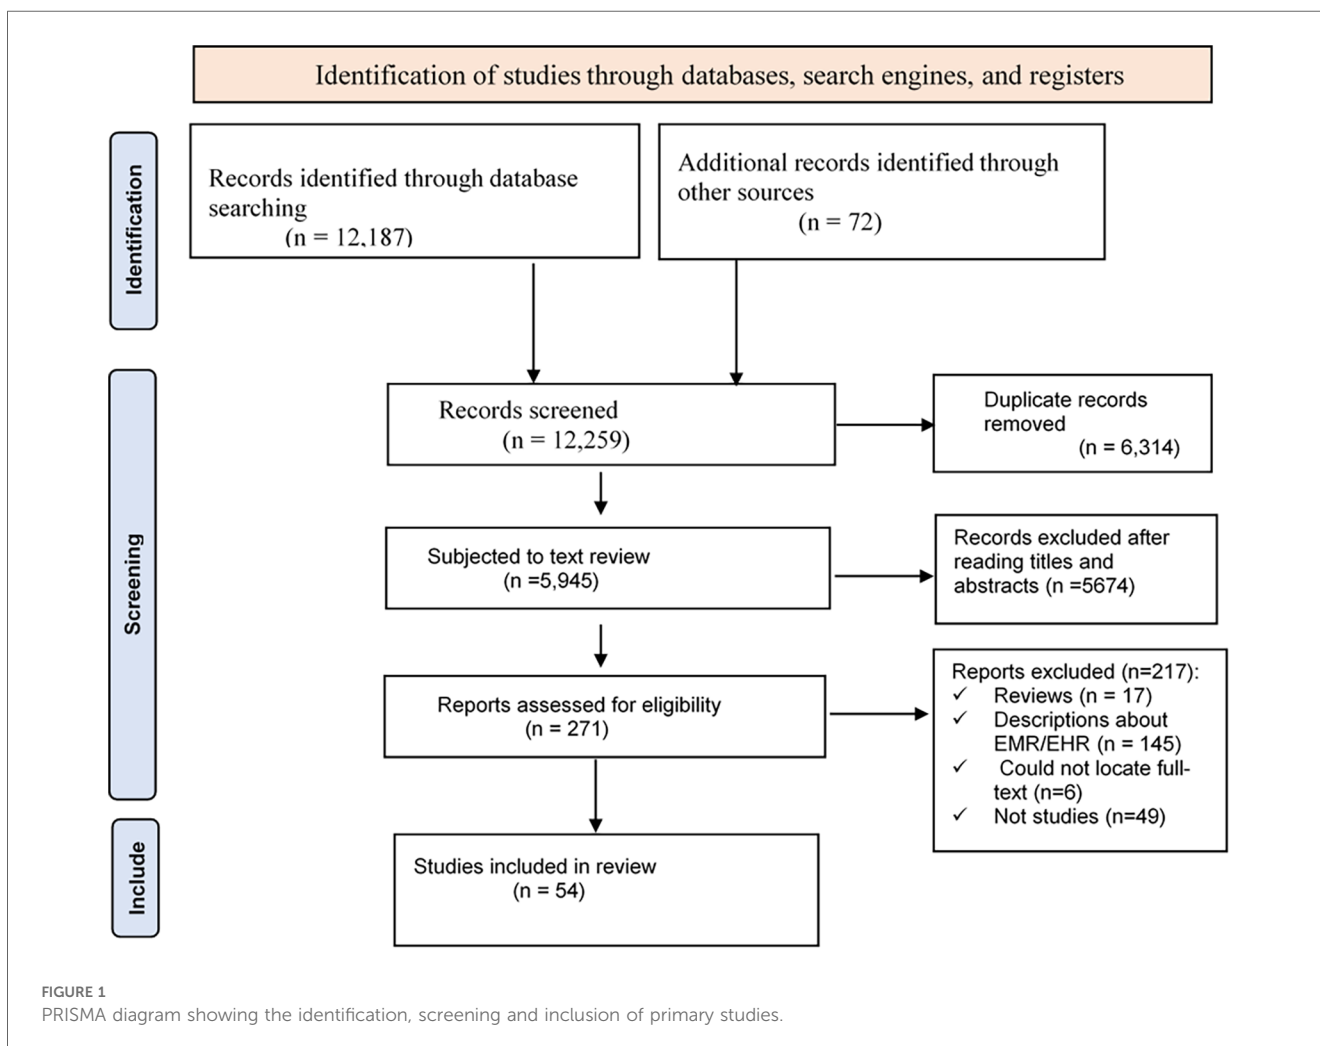 Identification of studies through databases, search engines, and registers
Identification
Records identified through database
searching
(n = 12,187)
Additional records identified through
other sources
(n = 72)
Screening
Records screened
(n = 12,259)
Duplicate records
removed
(n = 6,314)
Subjected to text review
(n =5,945)
Records excluded after
reading titles and
abstracts (n =5674)
Reports assessed for eligibility
(n = 271)
Reports excluded (n=217):
✓ Reviews (n = 17)
✓ Descriptions about
EMR/EHR (n = 145)
✓ Could not locate full-
text (n=6)
✓ Not studies (n=49)
Include
Studies included in review
(n = 54)
FIGURE 1
PRISMA diagram showing the identification, screening and inclusion of primary studies.